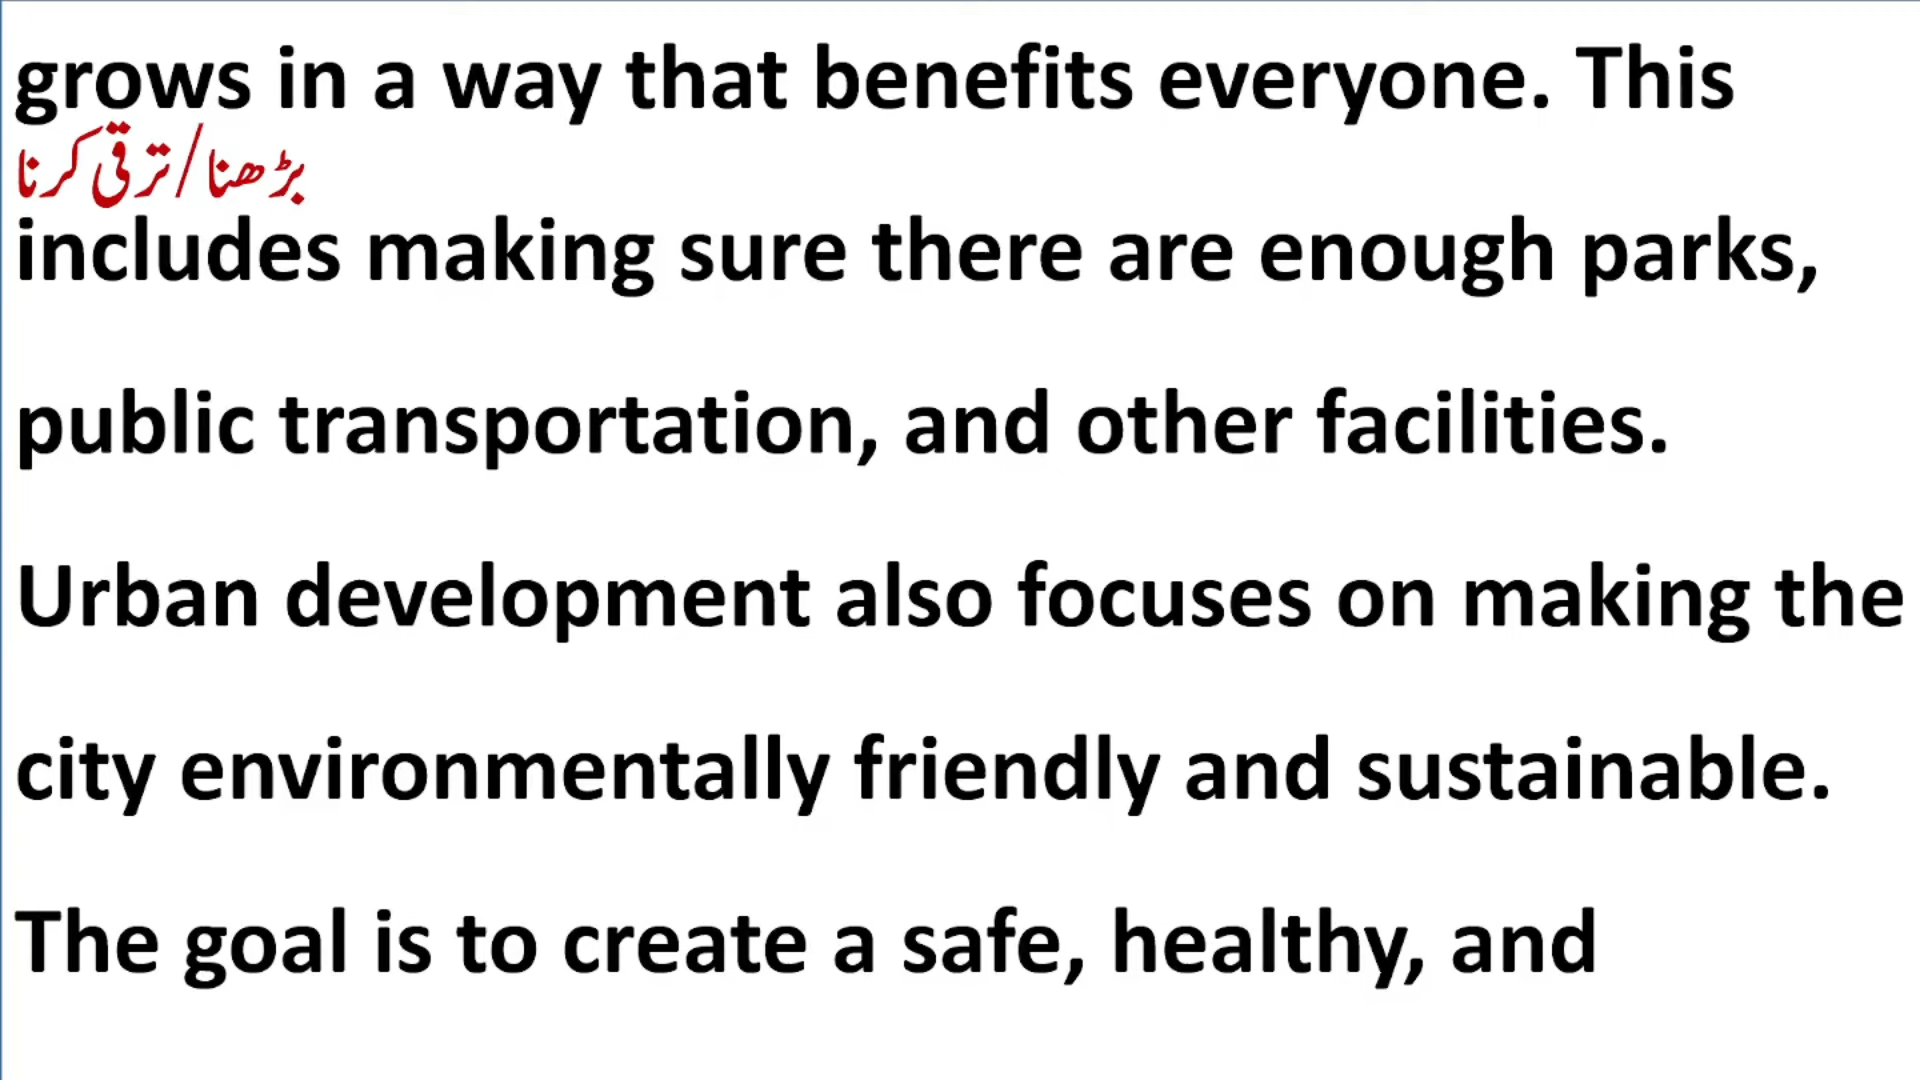 grows in a way that benefits everyone. This
بڑھنا/ترقی کرنا
includes making sure there are enough parks,
public transportation, and other facilities.
Urban development also focuses on making the
city environmentally friendly and sustainable.
The goal is to create a safe, healthy, and